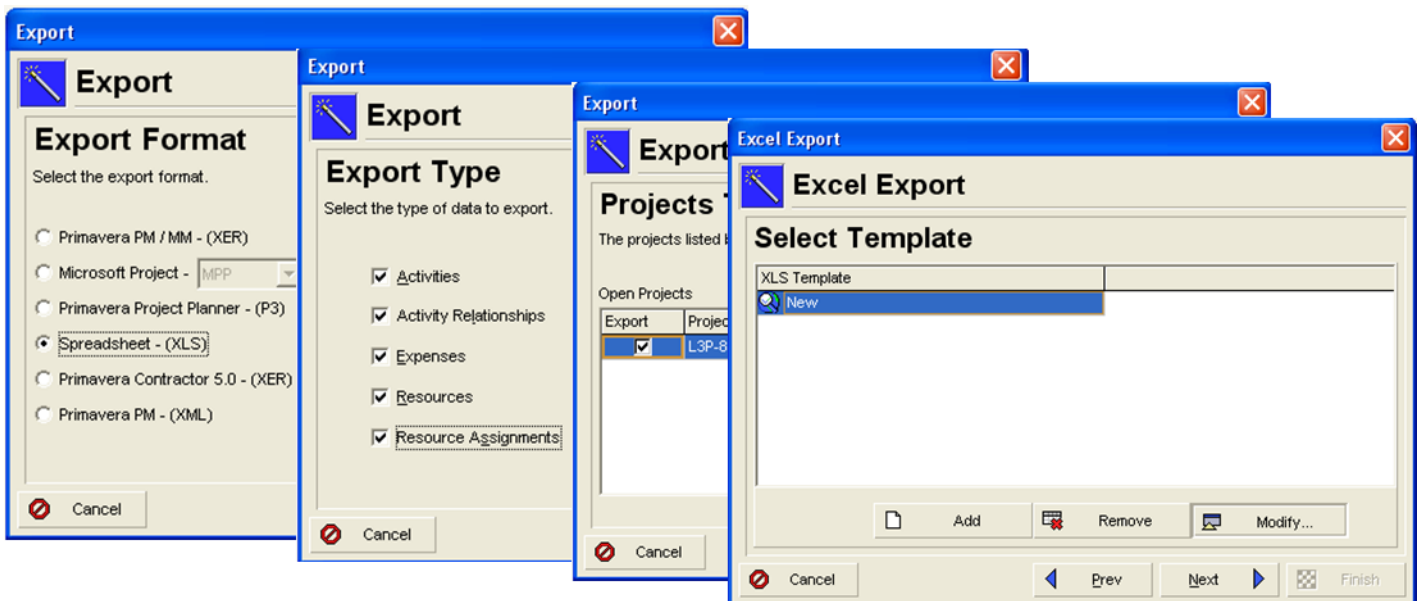 Export
Export
Export Format
Select the export format.
Primavera PM / MM - (XER)
Microsoft Project - MPP
Primavera Project Planner - (P3)
Spreadsheet - (XLS)
Primavera Contractor 5.0 - (XER)
Primavera PM - (XML)
Cancel
Export
Export
Export Type
Select the type of data to export.
Activities
Activity Relationships
Expenses
Resources
Resource Assignments
Cancel
Export
Export
Projects
The projects listed
Open Projects
Export Projec
L3P-8
Cancel
Excel Export
Excel Export
Select Template
XLS Template
New
Add Remove Modify...
Cancel Prev Next Finish